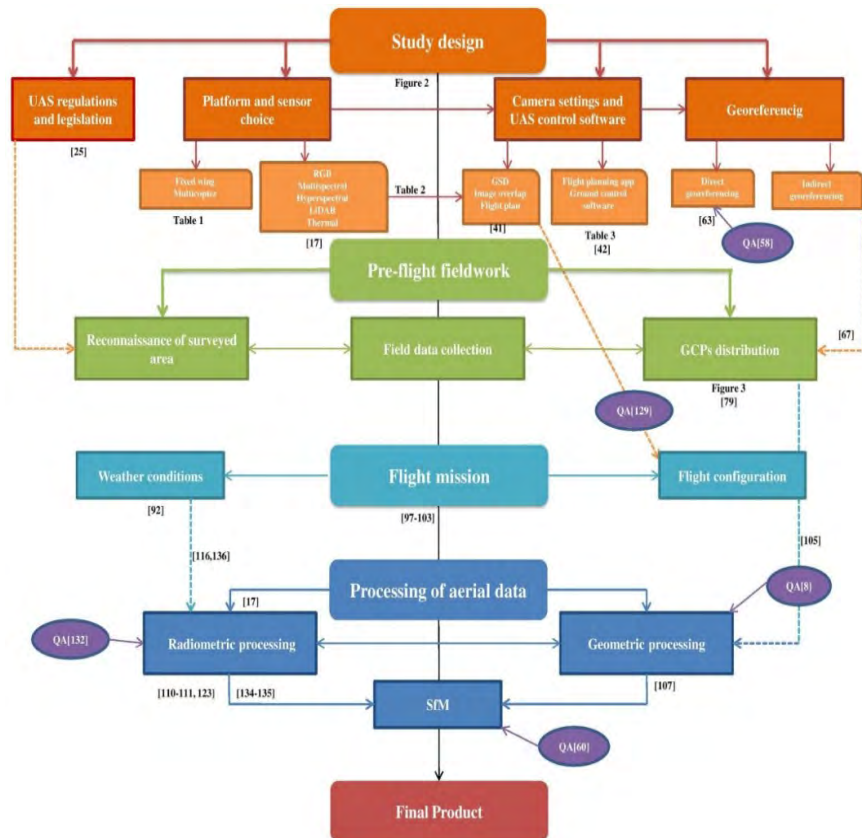 Study design
Figure 2
UAS regulations
and legislation
Platform and sensor
choice
Camera settings and
UAS control software
Georeferencig
[25]
Fixed wing
Multicopter
Table 1
RGB
Multispectral
Hyperspectral
LiDAR
Thermal
[17]
Table 2
GSD
Image overlap
Flight plan
[41]
Flight planning app
Ground control
software
Table 3
[42]
Direct
georeferencing
[63]
Indirect
georeferencing
QA[58]
Pre-flight fieldwork
Reconnaissance of surveyed
area
Field data collection
GCPs distribution
[67]
Figure 3
[79]
QA[129]
Weather conditions
Flight mission
Flight configuration
[92]
[97-103]
[116,136]
[105]
Processing of aerial data
QA[8]
[17]
QA[132]
Radiometric processing
Geometric processing
[110-111, 123]
[134-135]
[107]
SfM
QA[60]
Final Product